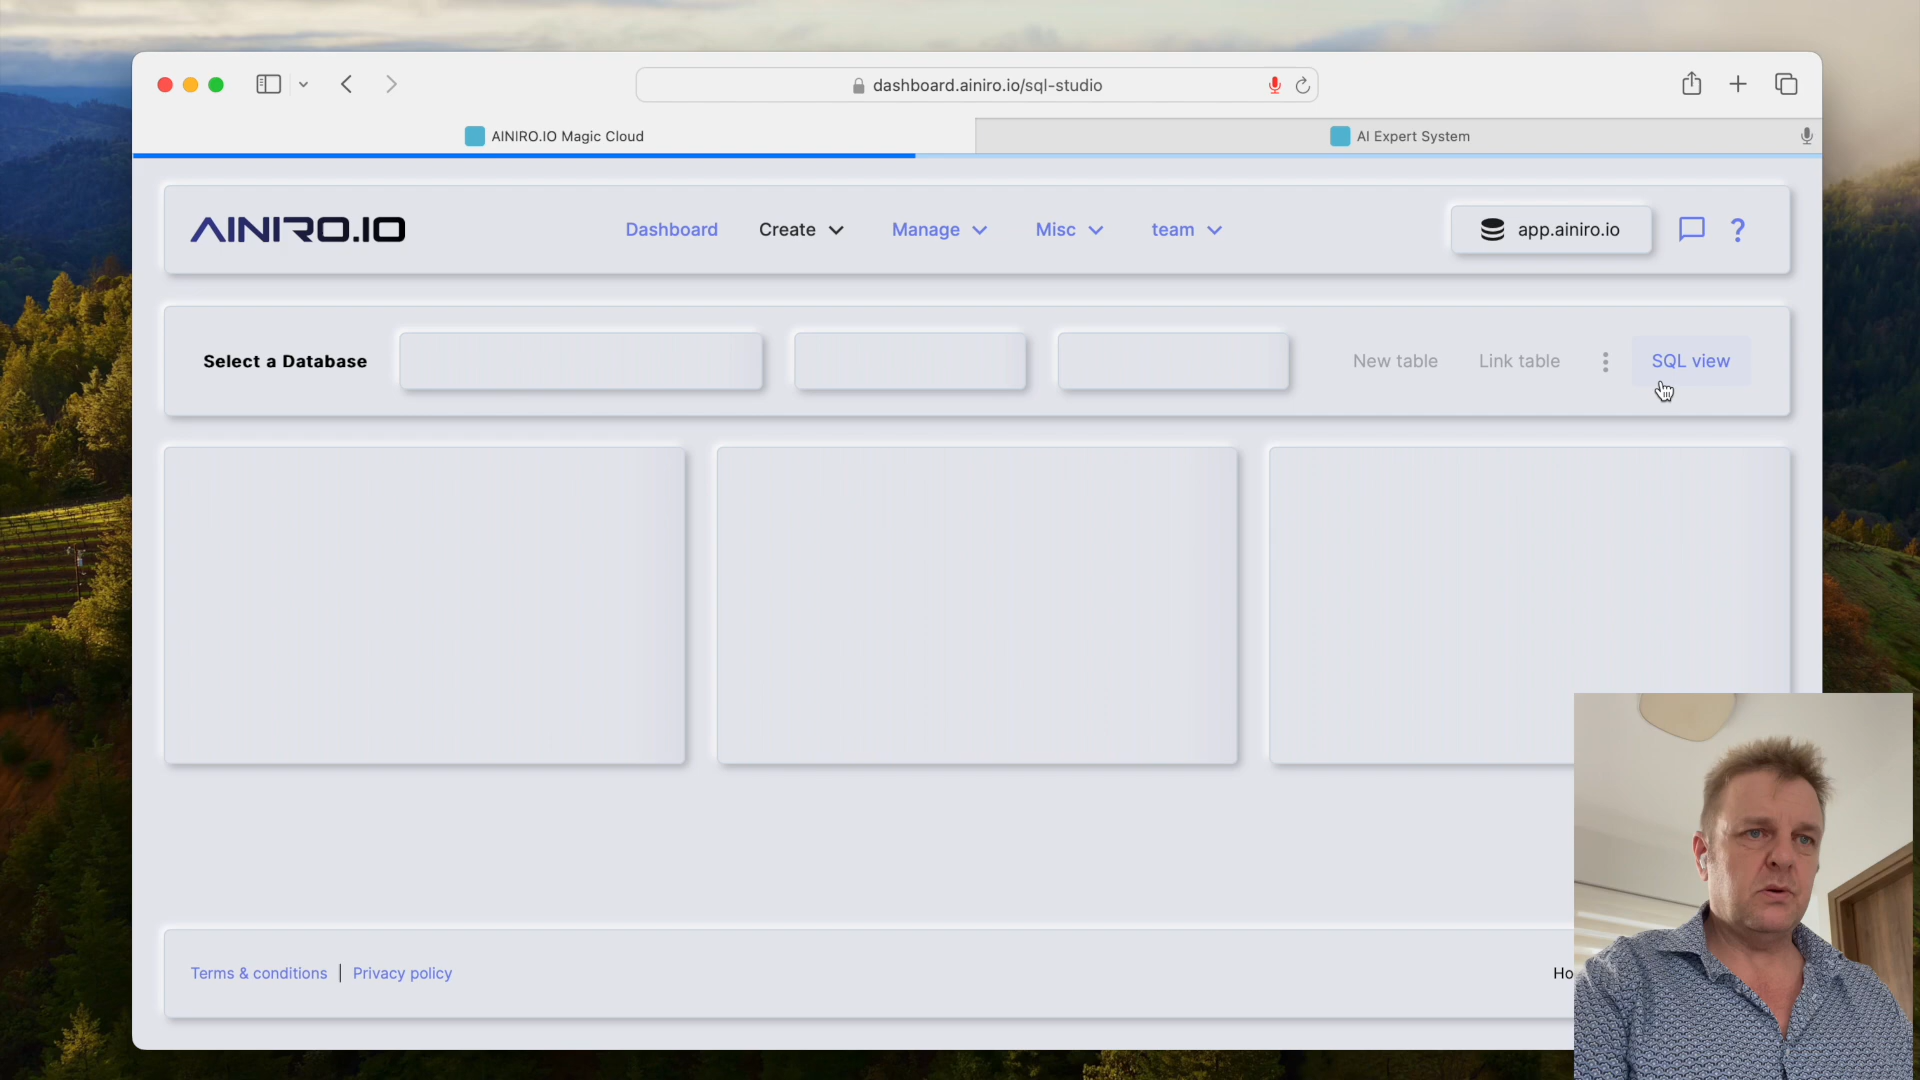 dashboard.ainiro.io/sql-studio
AINIRO.IO Magic Cloud
AI Expert System
AINIRO.IO
Dashboard
Create
Manage
Misc
team
app.ainiro.io
?
Select a Database
New table
Link table
SQL view
Terms & conditions | Privacy policy
Ho